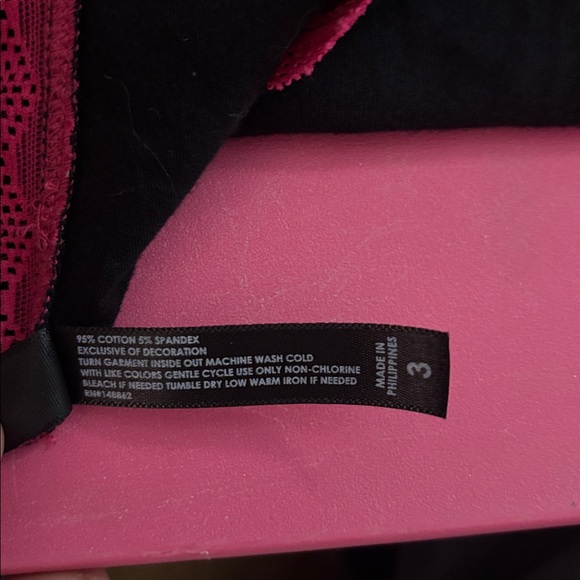 95% COTTON 5% SPANDEX
EXCLUSIVE OF DECORATION
TURN GARMENT INSIDE OUT MACHINE WASH COLD
WITH LIKE COLORS GENTLE CYCLE USE ONLY NON-CHLORINE
BLEACH IF NEEDED TUMBLE DRY LOW WARM IRON IF NEEDED
RN#148862
MADE IN
PHILIPPINES
3